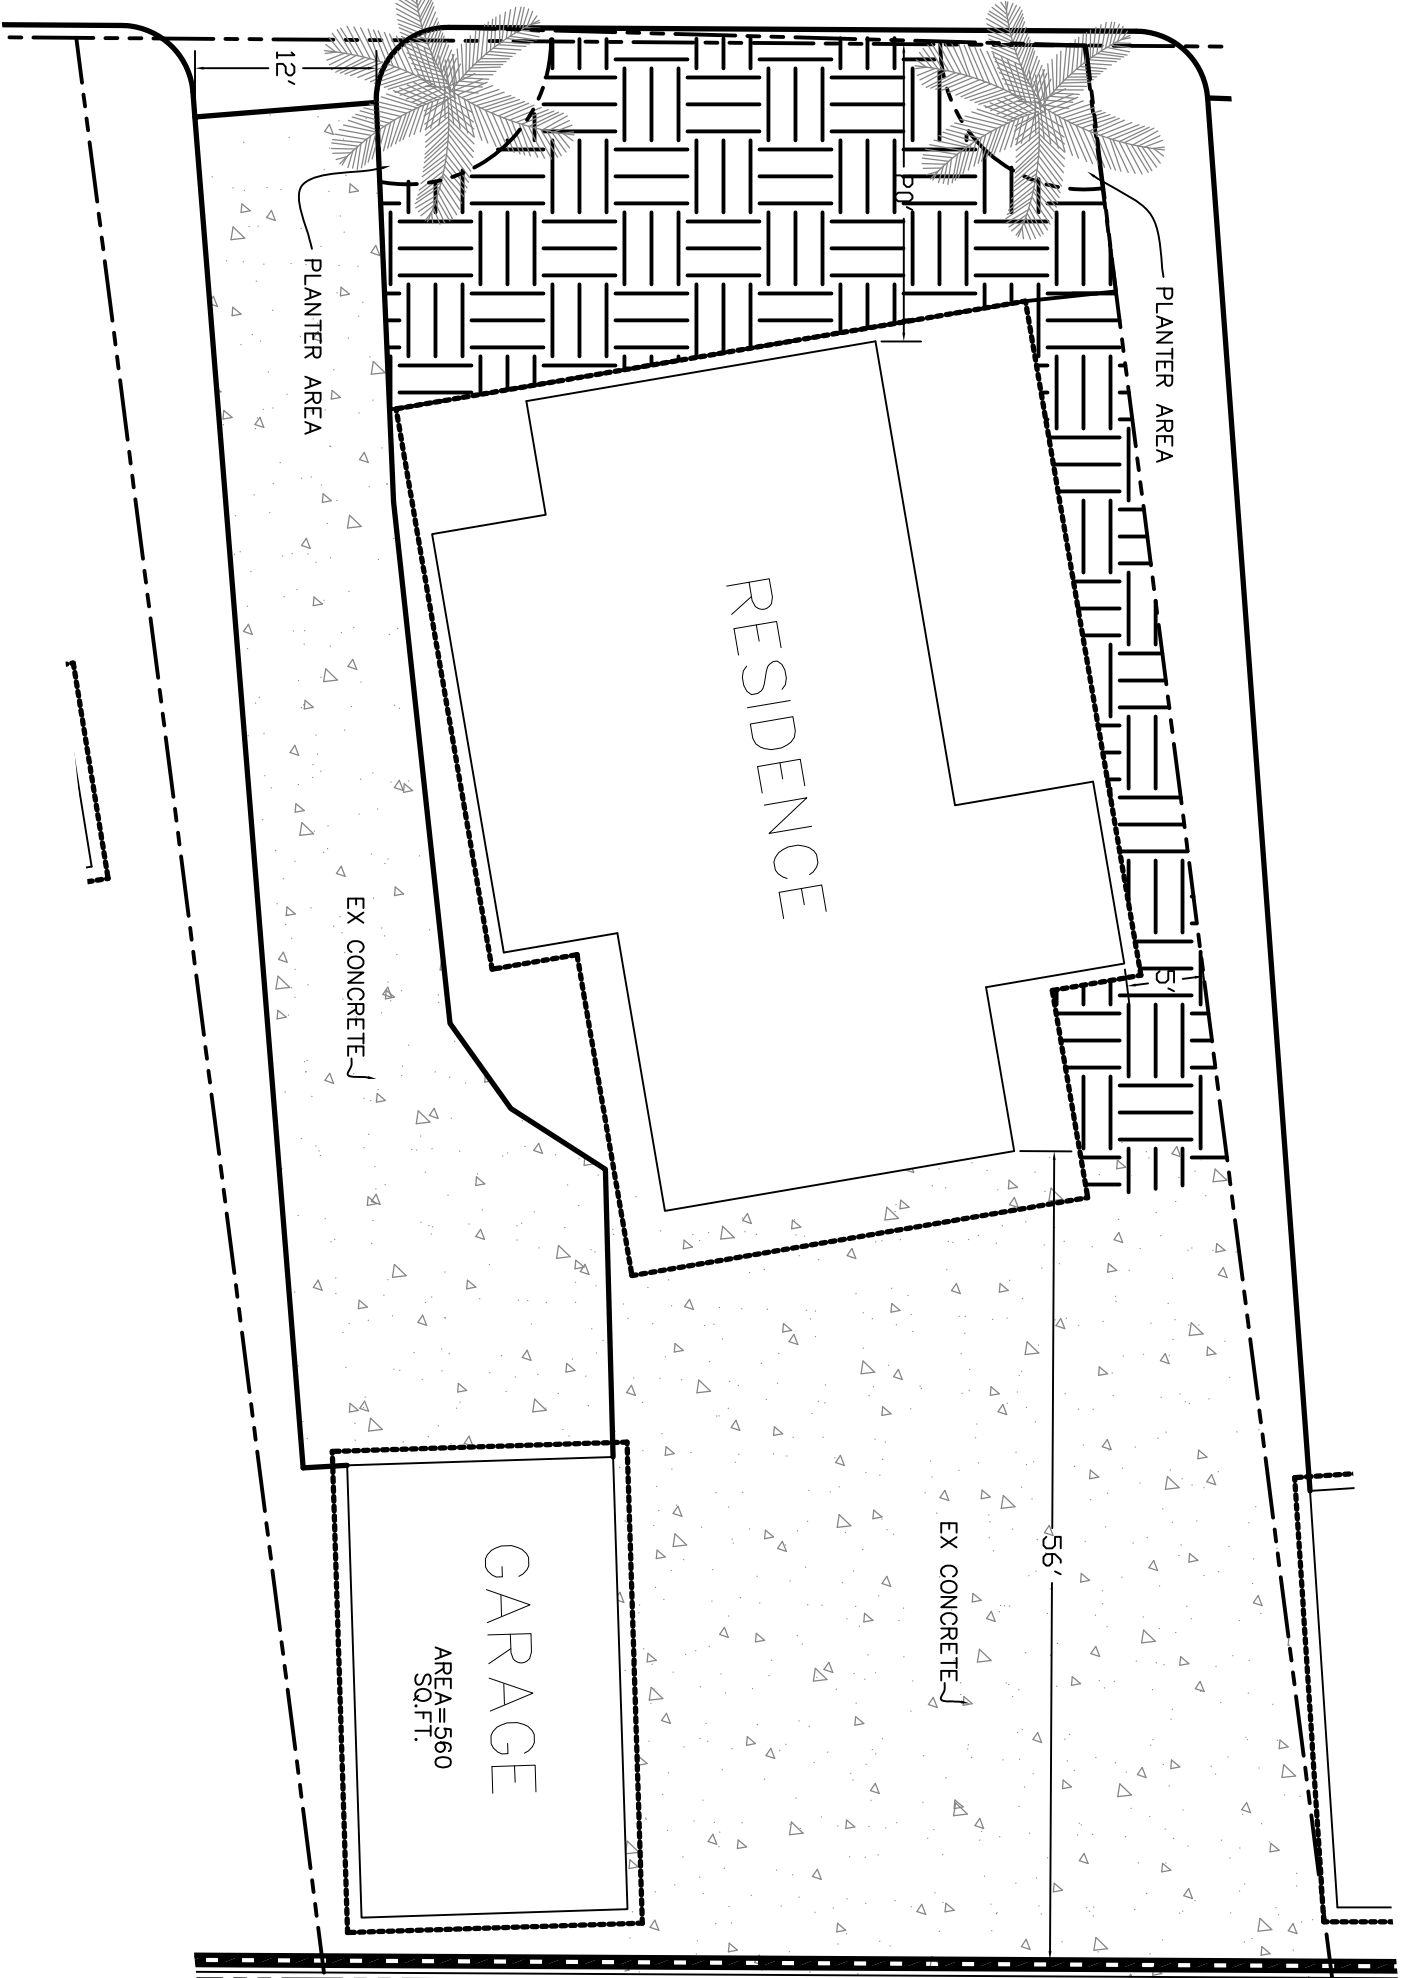 12'
20'
PLANTER AREA
PLANTER AREA
RESIDENCE
5'
EX CONCRETE
56'
EX CONCRETE
GARAGE
AREA=560
SQ.FT.